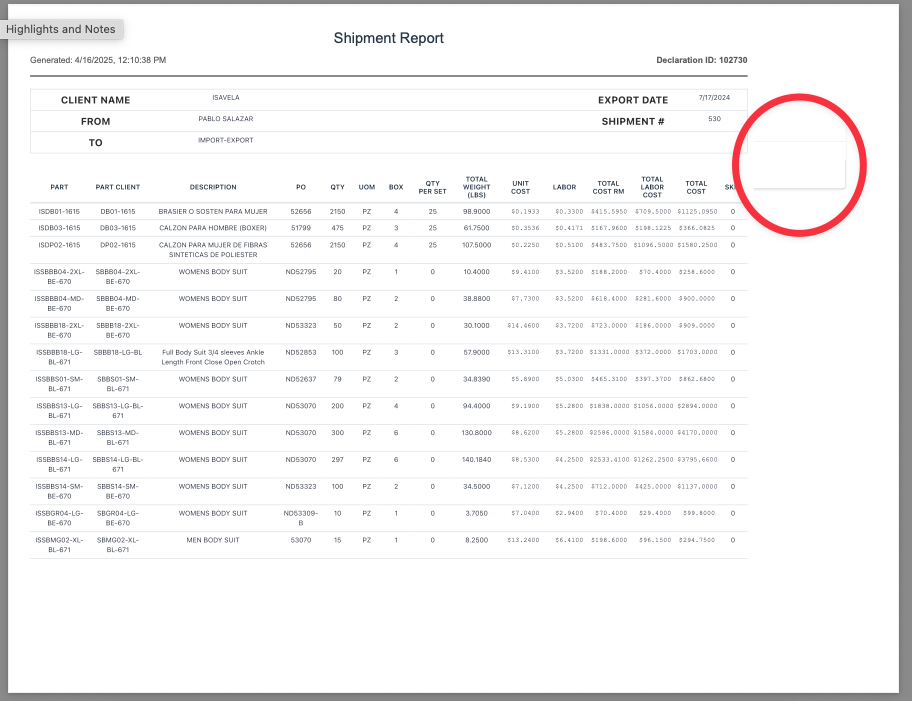 Highlights and Notes
Shipment Report
Generated: 4/16/2025, 12:10:38 PM Declaration ID: 102730
CLIENT NAME ISAVELA EXPORT DATE 7/17/2024
FROM PABLO SALAZAR SHIPMENT # 530
TO IMPORT-EXPORT
PART PART CLIENT DESCRIPTION PO QTY UOM BOX QTY PER SET TOTAL WEIGHT (LBS) UNIT COST LABOR TOTAL COST RM TOTAL LABOR COST TOTAL COST
ISDB01-1615 DB01-1615 BRASIER O SOSTEN PARA MUJER 52656 2150 PZ 4 25 98.9000 $0.1933 $0.3300 $415.5950 $709.5000 $1125.0950 0
ISDB03-1615 DB03-1615 CALZON PARA HOMBRE (BOXER) 51799 475 PZ 3 25 61.7500 $0.3536 $0.4171 $167.9600 $198.1225 $366.0825 0
ISDP02-1615 DP02-1615 CALZON PARA MUJER DE FIBRAS SINTETICAS DE POLIESTER 52656 2150 PZ 4 25 107.5000 $0.2250 $0.5100 $483.7500 $1096.5000 $1580.2500 0
ISSBBB04-2XL-BE-670 SBBB04-2XL-BE-670 WOMENS BODY SUIT ND52795 20 PZ 1 0 10.4000 $9.4100 $3.5200 $188.2000 $70.4000 $258.6000 0
ISSBBB04-MD-BE-670 SBBB04-MD-BE-670 WOMENS BODY SUIT ND52795 80 PZ 2 0 38.8800 $7.7300 $3.5200 $618.4000 $281.6000 $900.0000 0
ISSBBB18-2XL-BE-670 SBBB18-2XL-BE-670 WOMENS BODY SUIT ND53323 50 PZ 2 0 30.1000 $14.4600 $3.7200 $723.0000 $186.0000 $909.0000 0
ISSBBB18-LG-BL-671 SBBB18-LG-BL Full Body Suit 3/4 sleeves Ankle Length Front Close Open Crotch ND52853 100 PZ 3 0 57.9000 $13.3100 $3.7200 $1331.0000 $372.0000 $1703.0000 0
ISSBBS01-SM-BL-671 SBBS01-SM-BL-671 WOMENS BODY SUIT ND52637 79 PZ 2 0 34.8390 $5.8900 $5.0300 $465.3100 $397.3700 $862.6800 0
ISSBBS13-LG-BL-671 SBBS13-LG-BL-671 WOMENS BODY SUIT ND53070 200 PZ 4 0 94.4000 $9.1900 $5.2800 $1838.0000 $1056.0000 $2894.0000 0
ISSBBS13-MD-BL-671 SBBS13-MD-BL-671 WOMENS BODY SUIT ND53070 300 PZ 6 0 130.8000 $8.6200 $5.2800 $2586.0000 $1584.0000 $4170.0000 0
ISSBBS14-LG-BL-671 SBBS14-LG-BL-671 WOMENS BODY SUIT ND53070 297 PZ 6 0 140.1840 $8.5300 $4.2500 $2533.4100 $1262.2500 $3795.6600 0
ISSBBS14-SM-BE-670 SBBS14-SM-BE-670 WOMENS BODY SUIT ND53323 100 PZ 2 0 34.5000 $7.1200 $4.2500 $712.0000 $425.0000 $1137.0000 0
ISSBGR04-LG-BE-670 SBGR04-LG-BE-670 WOMENS BODY SUIT ND53309-B 10 PZ 1 0 3.7050 $7.0400 $2.9400 $70.4000 $29.4000 $99.8000 0
ISSBMG02-XL-BL-671 SBMG02-XL-BL-671 MEN BODY SUIT 53070 15 PZ 1 0 8.2500 $13.2400 $6.4100 $198.6000 $96.1500 $294.7500 0